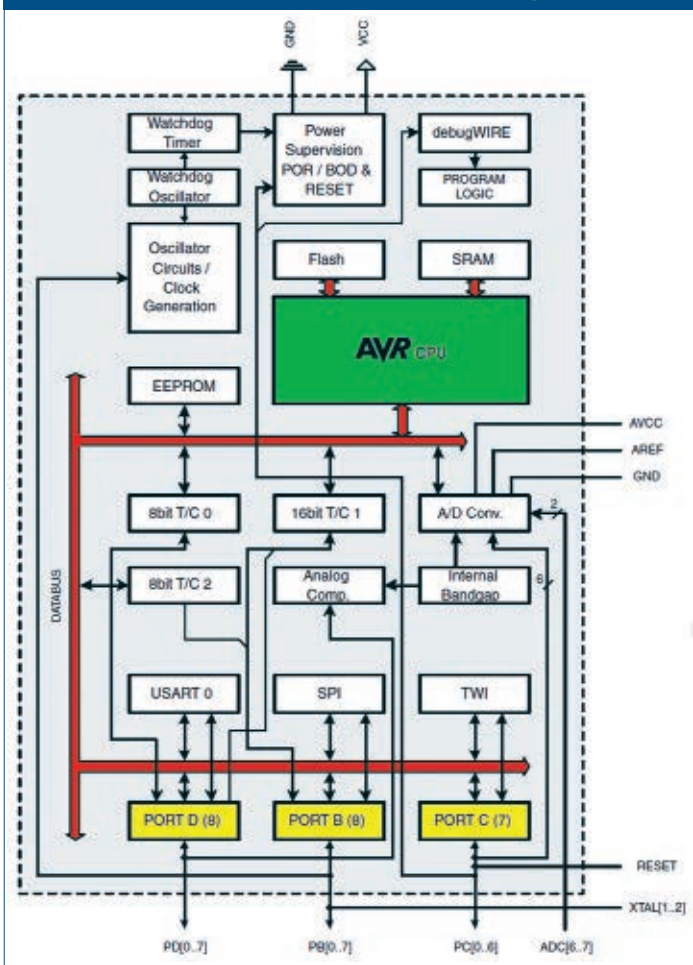 GND
VCC
Watchdog
Timer
Power
Supervision
POR / BOD &
RESET
debugWIRE
Watchdog
Oscillator
PROGRAM
LOGIC
Oscillator
Circuits /
Clock
Generation
Flash
SRAM
AVR CPU
EEPROM
AVCC
AREF
GND
8bit T/C 0
16bit T/C 1
A/D Conv.
2
8bit T/C 2
Analog
Comp.
Internal
Bandgap
6
DATABUS
USART 0
SPI
TWI
PORT D (8)
PORT B (8)
PORT C (7)
RESET
XTAL[1..2]
PD[0..7]
PB[0..7]
PC[0..6]
ADC[6..7]